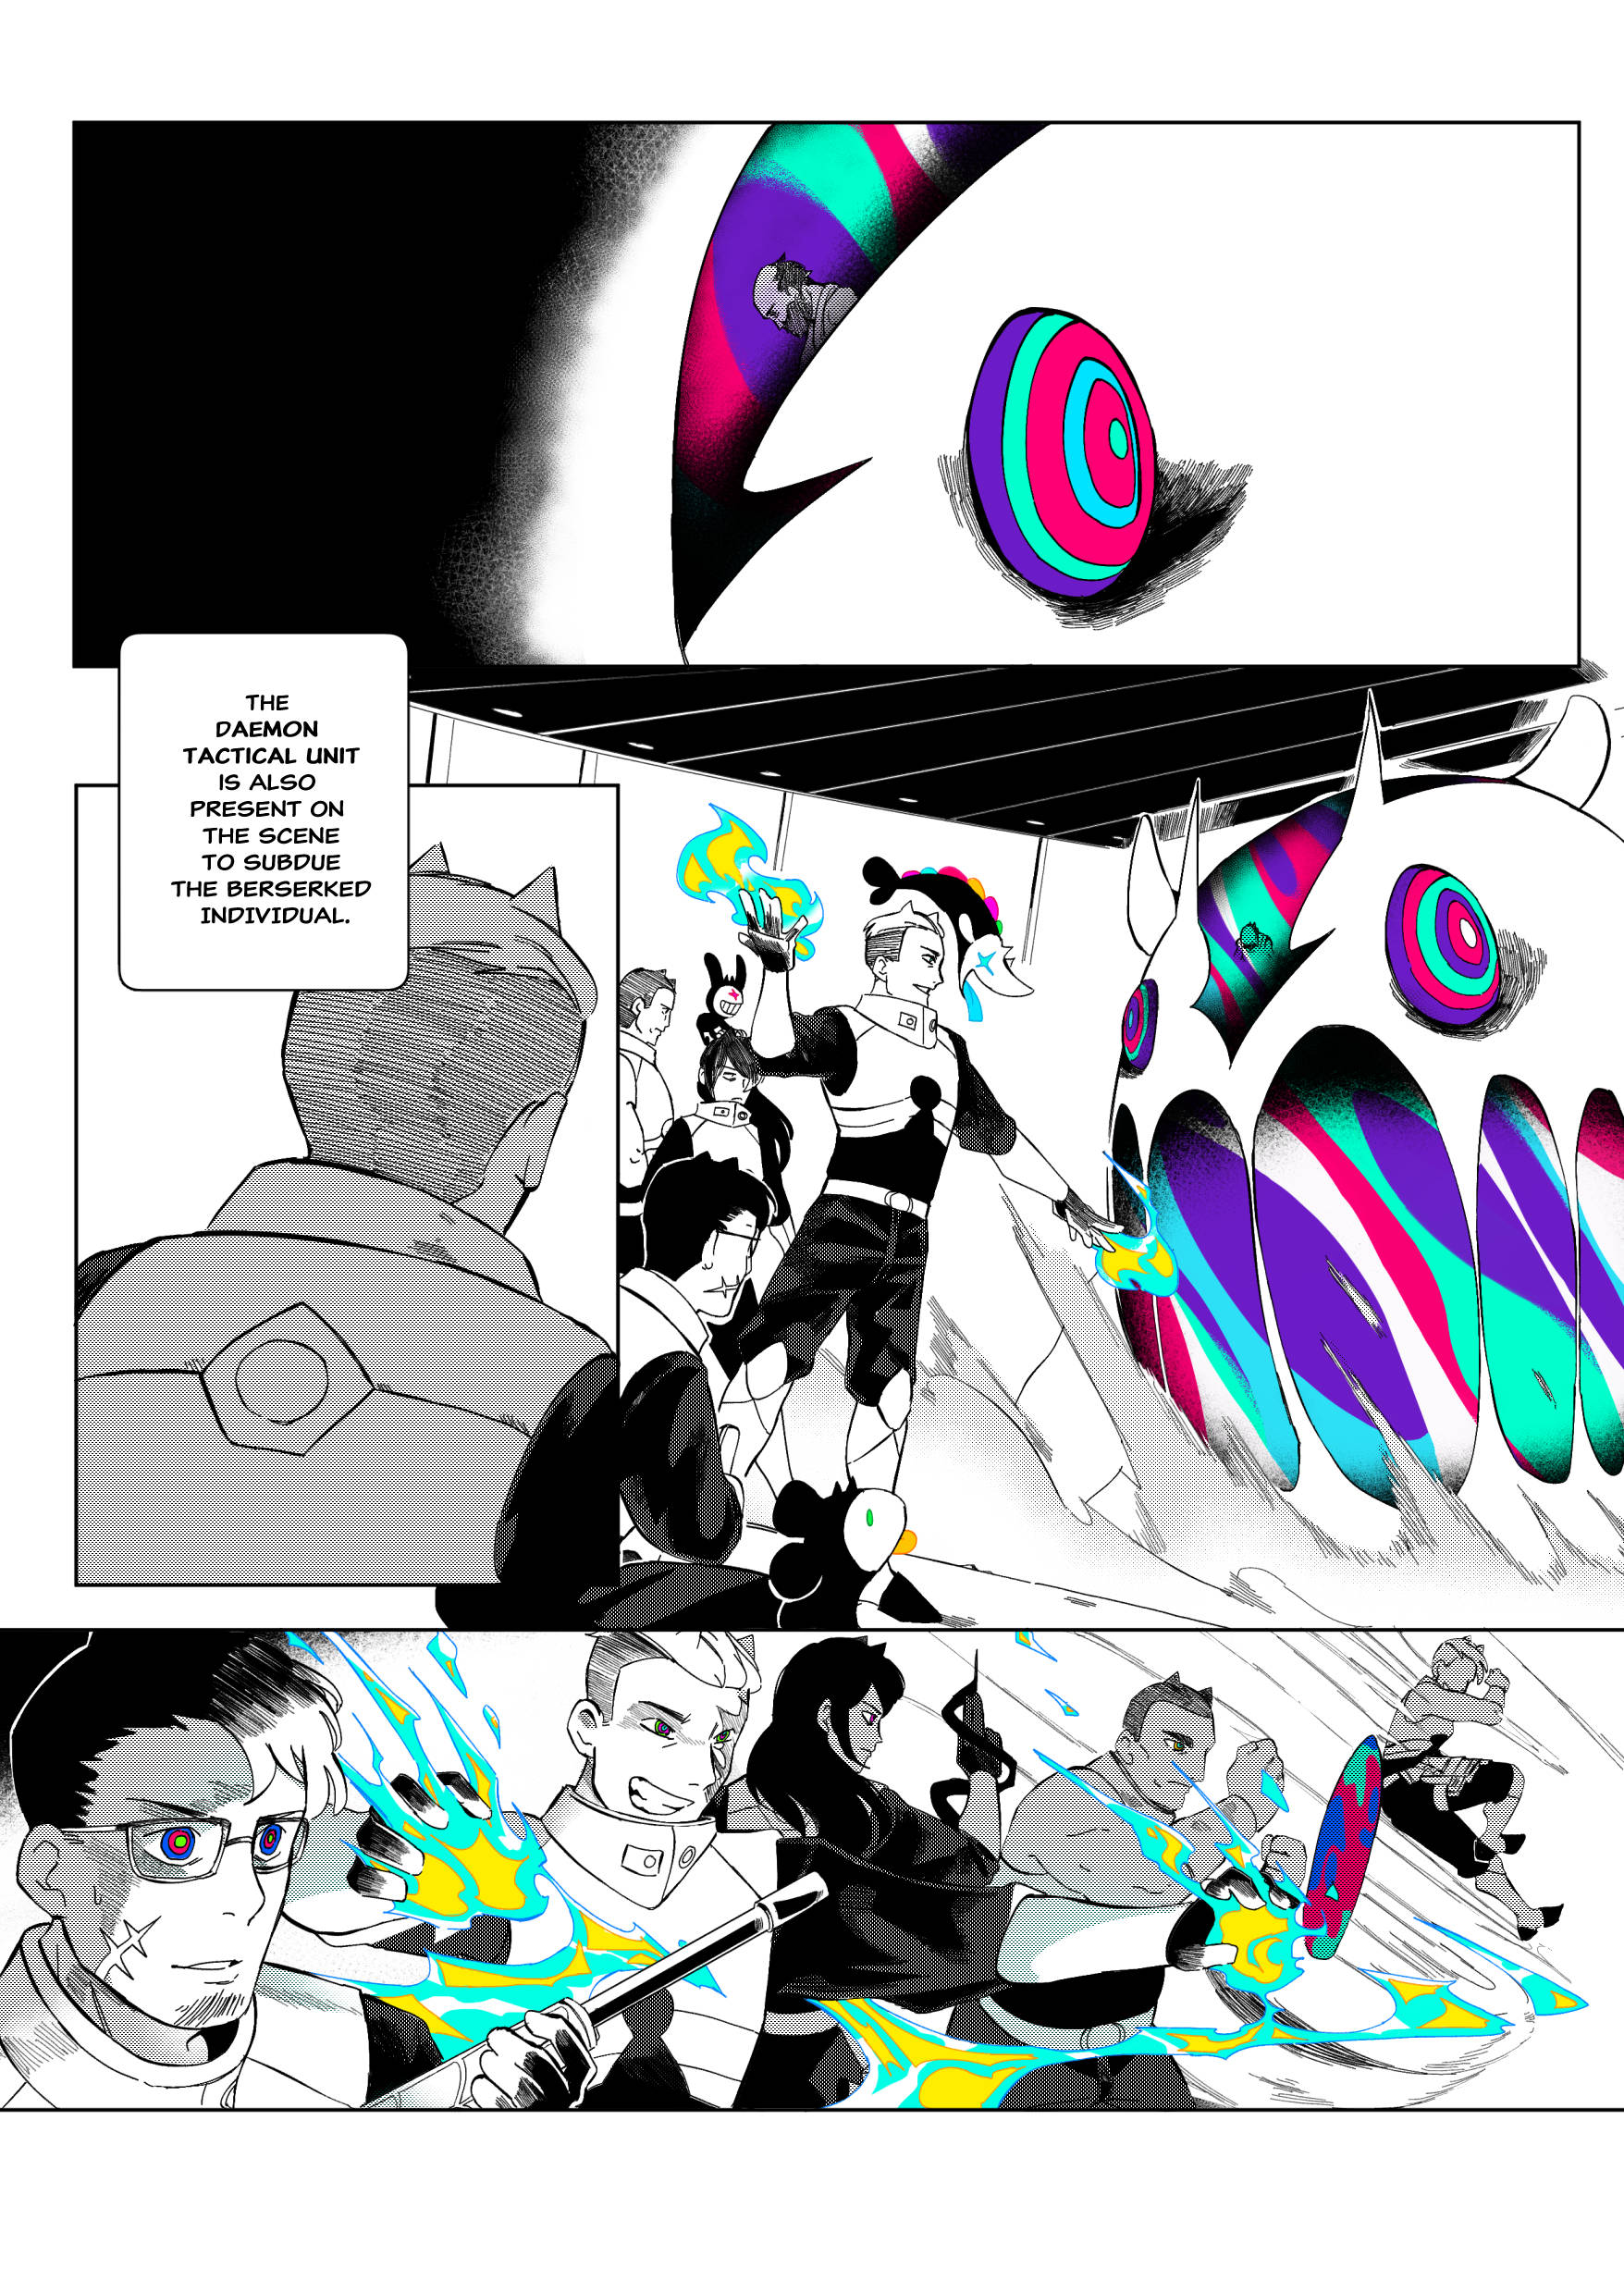 THE
DAEMON
TACTICAL UNIT
IS ALSO
PRESENT ON
THE SCENE
TO SUBDUE
THE BERSERKED
INDIVIDUAL.